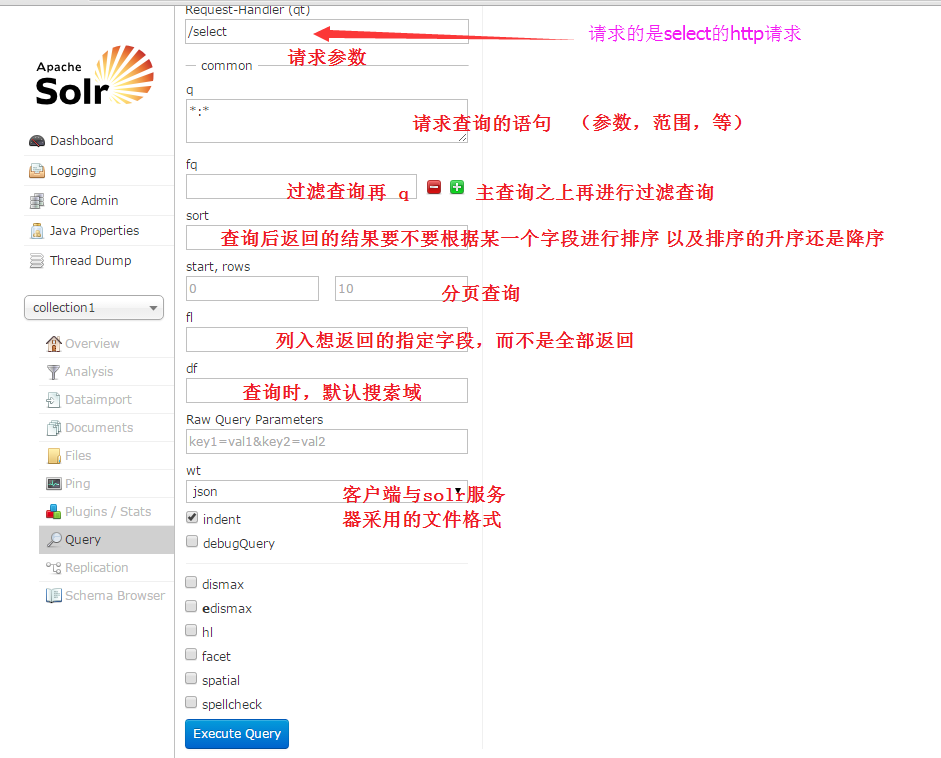 Request-Handler (qt)
/select
请求的是select的http请求
common
请求参数
q
*:*
请求查询的语句 （参数，范围，等）
fq
过滤查询再 q 主查询之上再进行过滤查询
sort
查询后返回的结果要不要根据某一个字段进行排序 以及排序的升序还是降序
start, rows
0
10
分页查询
fl
列入想返回的指定字段，而不是全部返回
df
查询时，默认搜索域
Raw Query Parameters
key1=val1&key2=val2
wt
json
客户端与solr服务
器采用的文件格式
indent
debugQuery
dismax
edismax
hl
facet
spatial
spellcheck
Execute Query
Apache
Solr
Dashboard
Logging
Core Admin
Java Properties
Thread Dump
collection1
Overview
Analysis
Dataimport
Documents
Files
Ping
Plugins / Stats
Query
Replication
Schema Browser